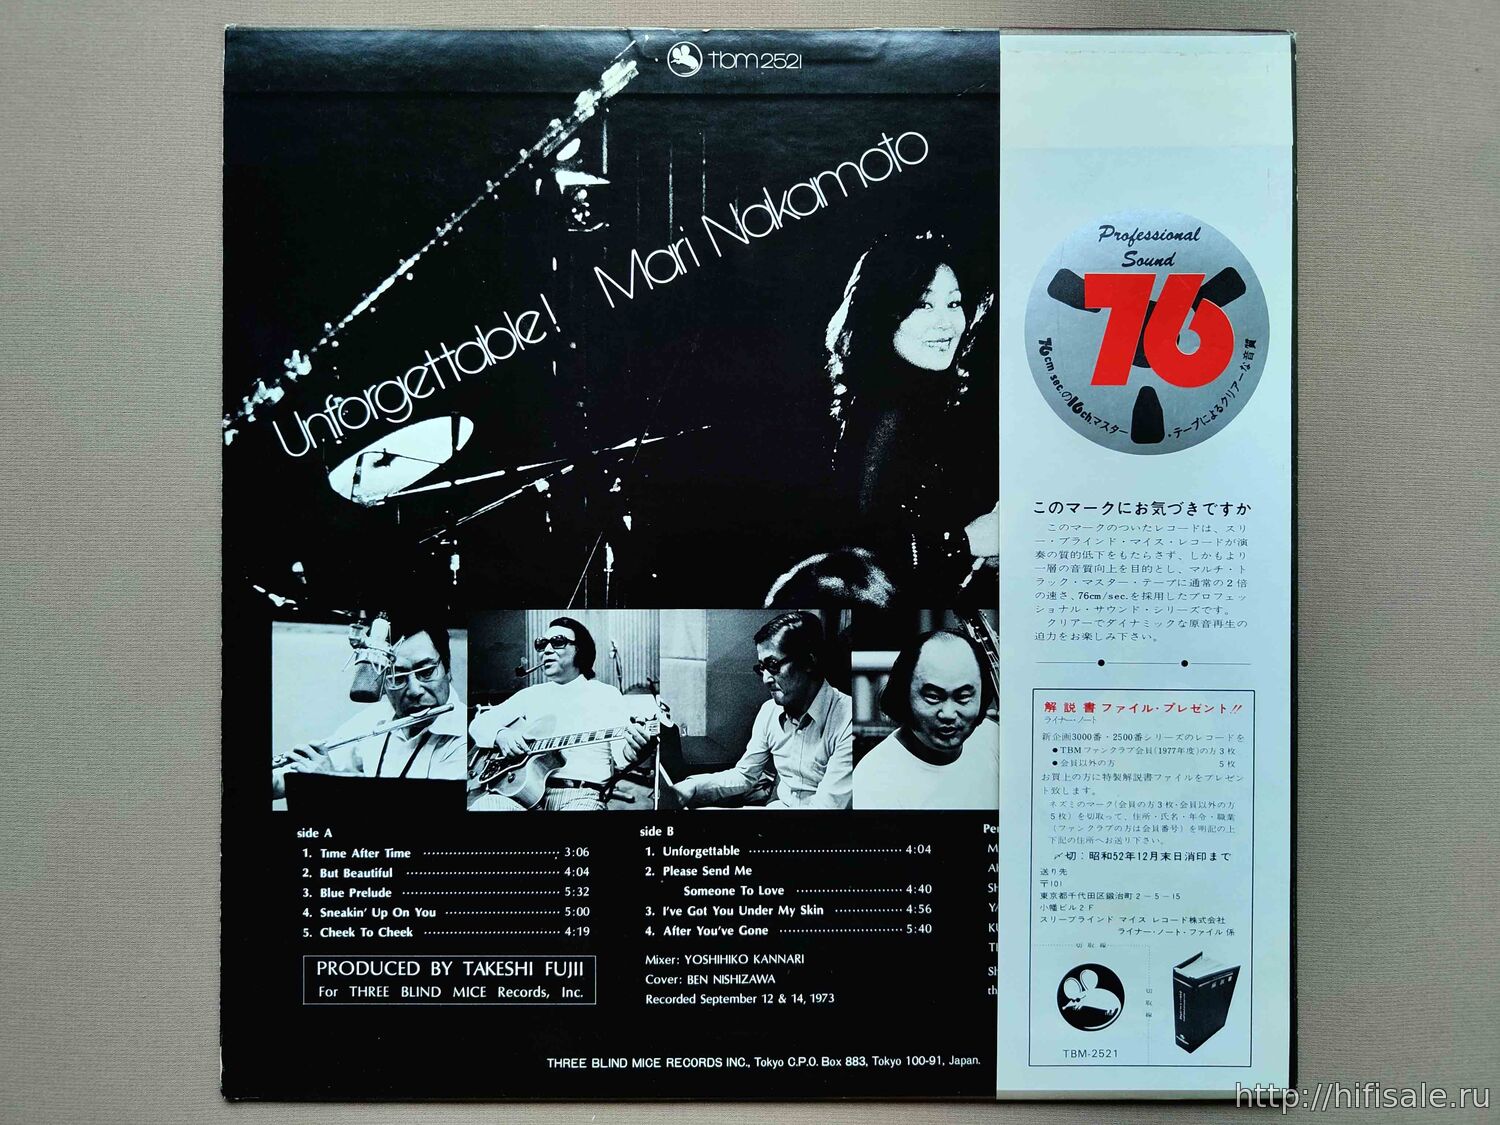 tbm 2521
Unforgettable! Mari Nakamoto
side A
1. Time After Time 3:06
2. But Beautiful 4:04
3. Blue Prelude 5:32
4. Sneakin' Up On You 5:00
5. Cheek To Cheek 4:19
PRODUCED BY TAKESHI FUJII
For THREE BLIND MICE Records, Inc.
side B
1. Unforgettable 4:04
2. Please Send Me
Someone To Love 4:40
3. I've Got You Under My Skin 4:56
4. After You've Gone 5:40
Mixer: YOSHIHIKO KANNARI
Cover: BEN NISHIZAWA
Recorded September 12 & 14, 1973
THREE BLIND MICE RECORDS INC., Tokyo C.P.O. Box 883, Tokyo 100-91, Japan.
Professional
Sound
76
76cm/sec.の16ch.マスター・テープによるクリアーな音質
このマークにお気づきですか
このマークのついたレコードは、スリ
ー・ブラインド・マイス・レコードが演
奏の質的低下をもたらさず、しかもより
一層の音質向上を目的とし、マルチ・ト
ラック・マスター・テープに通常の2倍
の速さ、76cm/sec.を採用したプロフェッ
ショナル・サウンド・シリーズです。
クリアーでダイナミックな原音再生の
迫力をお楽しみ下さい。
解説書ファイル・プレゼント!!
ライナー・ノート
新企画3000番・2500番シリーズのレコードを
●TBMファンクラブ会員(1977年度)の方3枚
●会員以外の方 5枚
お買上の方に特製解説書ファイルをプレゼン
ト致します。
ネズミのマーク(会員の方3枚・会員以外の方
5枚)を切取って、住所・氏名・年令・職業
(ファンクラブの方は会員番号)を明記の上
下記の住所へお送り下さい。
〆切:昭和52年12月末日消印まで
送り先
〒101
東京都千代田区鍛治町2-5-15
小幡ビル2F
スリーブラインド マイス レコード株式会社
ライナー・ノート・ファイル係
切取線
切取線
TBM-2521
http://hifisale.ru